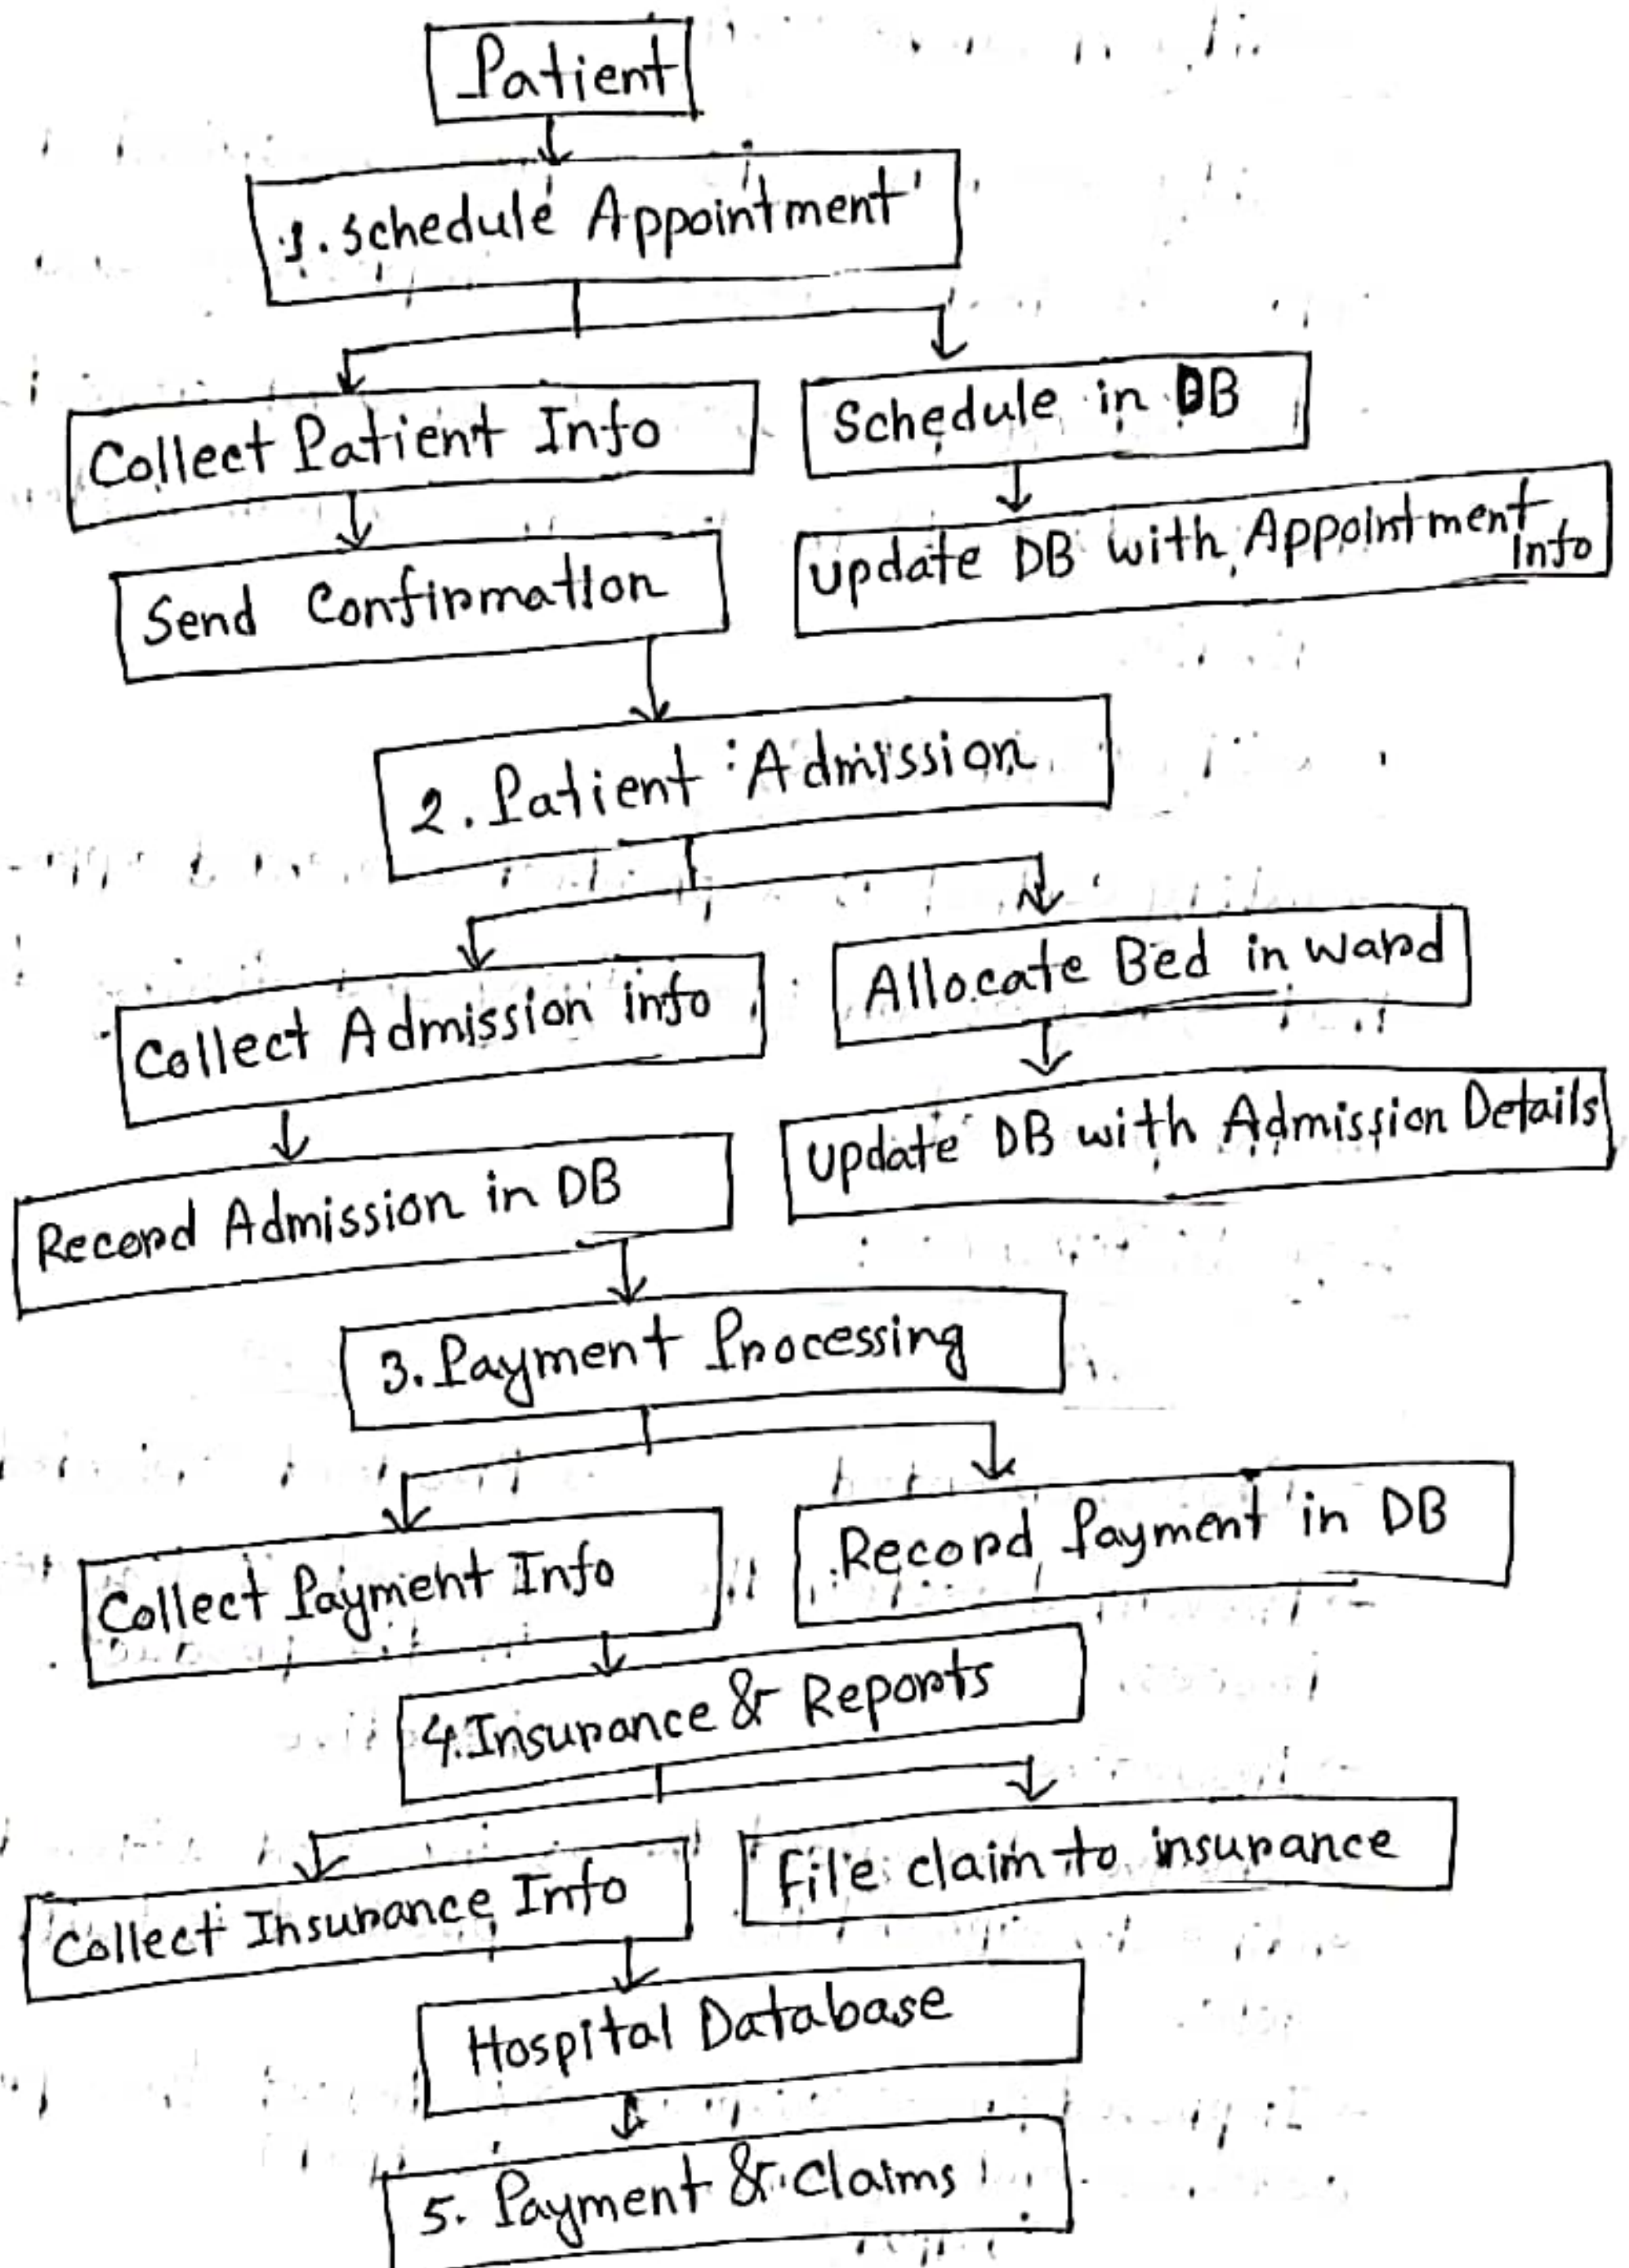 Patient
1. Schedule Appointment
Collect Patient Info
Schedule in DB
Send Confirmation
Update DB with Appointment
Info
2. Patient Admission
Collect Admission info
Allocate Bed in ward
Record Admission in DB
Update DB with Admission Details
3. Payment Processing
Collect Payment Info
Record Payment in DB
4. Insurance & Reports
Collect Insurance Info
File claim to insurance
Hospital Database
5. Payment & Claims